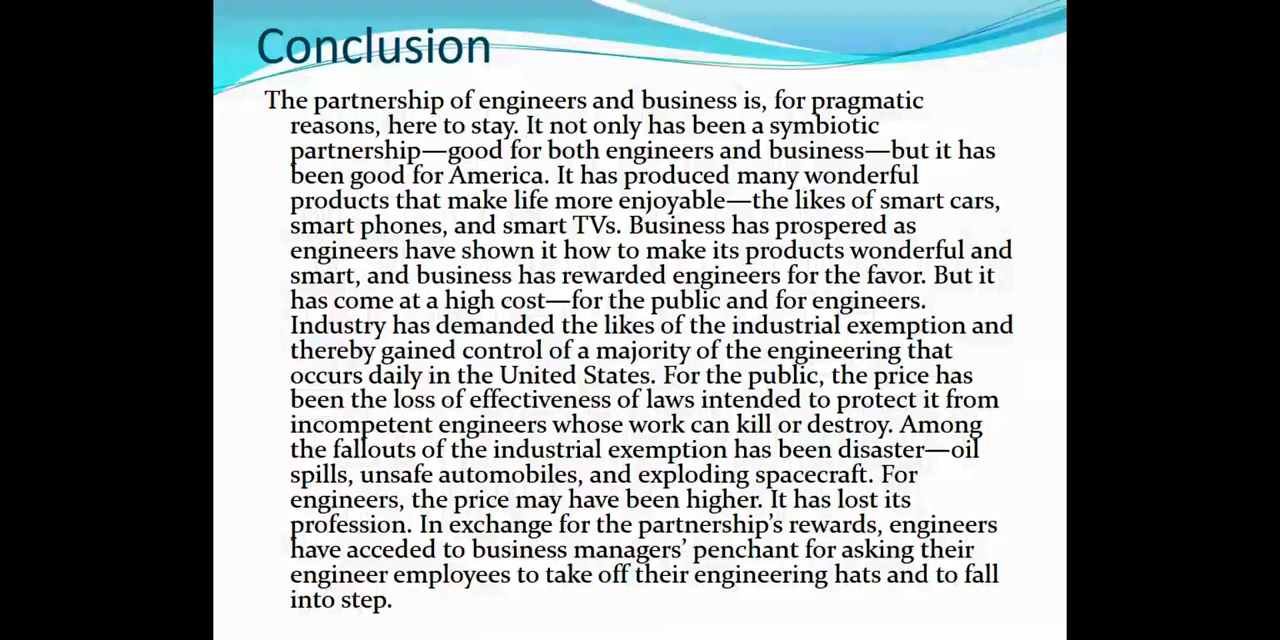 Conclusion
The partnership of engineers and business is, for pragmatic
reasons, here to stay. It not only has been a symbiotic
partnership—good for both engineers and business—but it has
been good for America. It has produced many wonderful
products that make life more enjoyable—the likes of smart cars,
smart phones, and smart TVs. Business has prospered as
engineers have shown it how to make its products wonderful and
smart, and business has rewarded engineers for the favor. But it
has come at a high cost—for the public and for engineers.
Industry has demanded the likes of the industrial exemption and
thereby gained control of a majority of the engineering that
occurs daily in the United States. For the public, the price has
been the loss of effectiveness of laws intended to protect it from
incompetent engineers whose work can kill or destroy. Among
the fallouts of the industrial exemption has been disaster—oil
spills, unsafe automobiles, and exploding spacecraft. For
engineers, the price may have been higher. It has lost its
profession. In exchange for the partnership’s rewards, engineers
have acceded to business managers’ penchant for asking their
engineer employees to take off their engineering hats and to fall
into step.